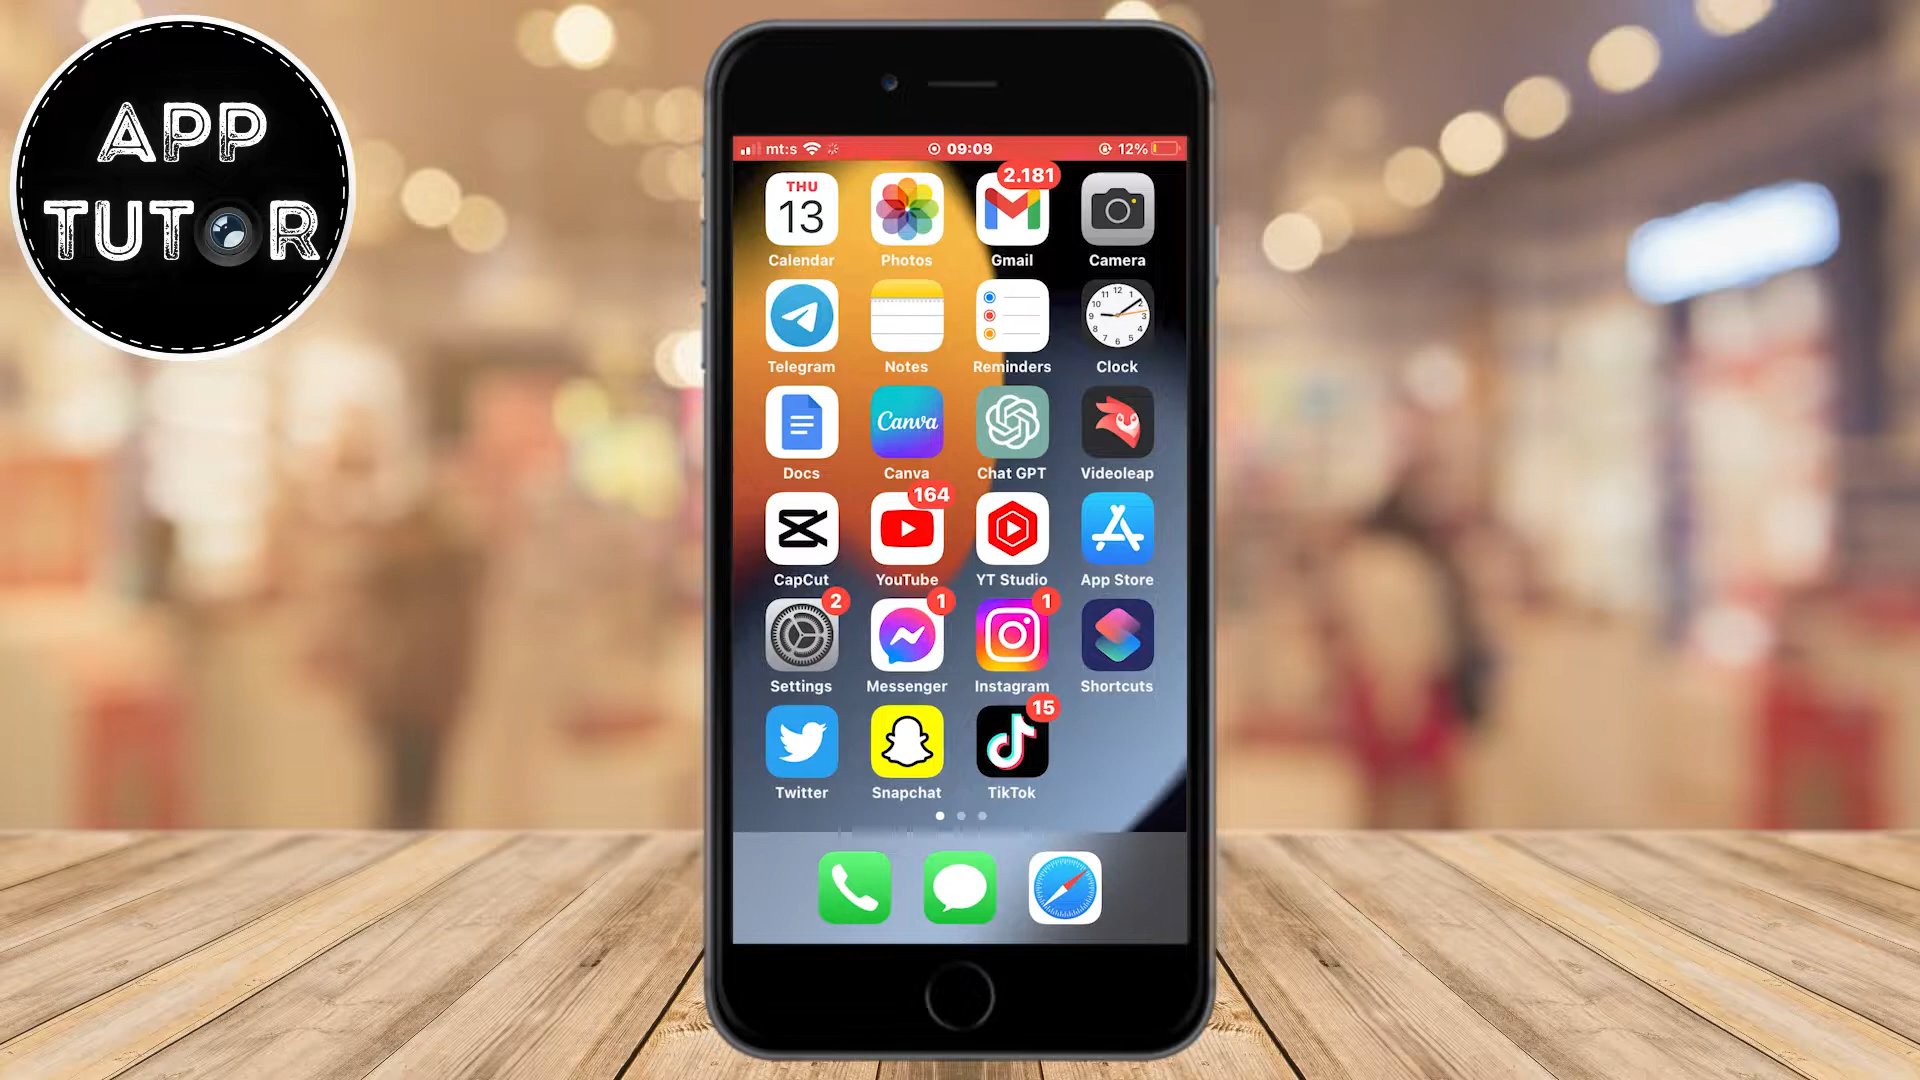 APP
TUTOR
mt:s 09:09 12%
THU 2.181
13
Calendar Photos Gmail Camera
Telegram Notes Reminders Clock
Canva
Docs Canva Chat GPT Videoleap
164
CapCut YouTube YT Studio App Store
2 1 1
Settings Messenger Instagram Shortcuts
15
Twitter Snapchat TikTok